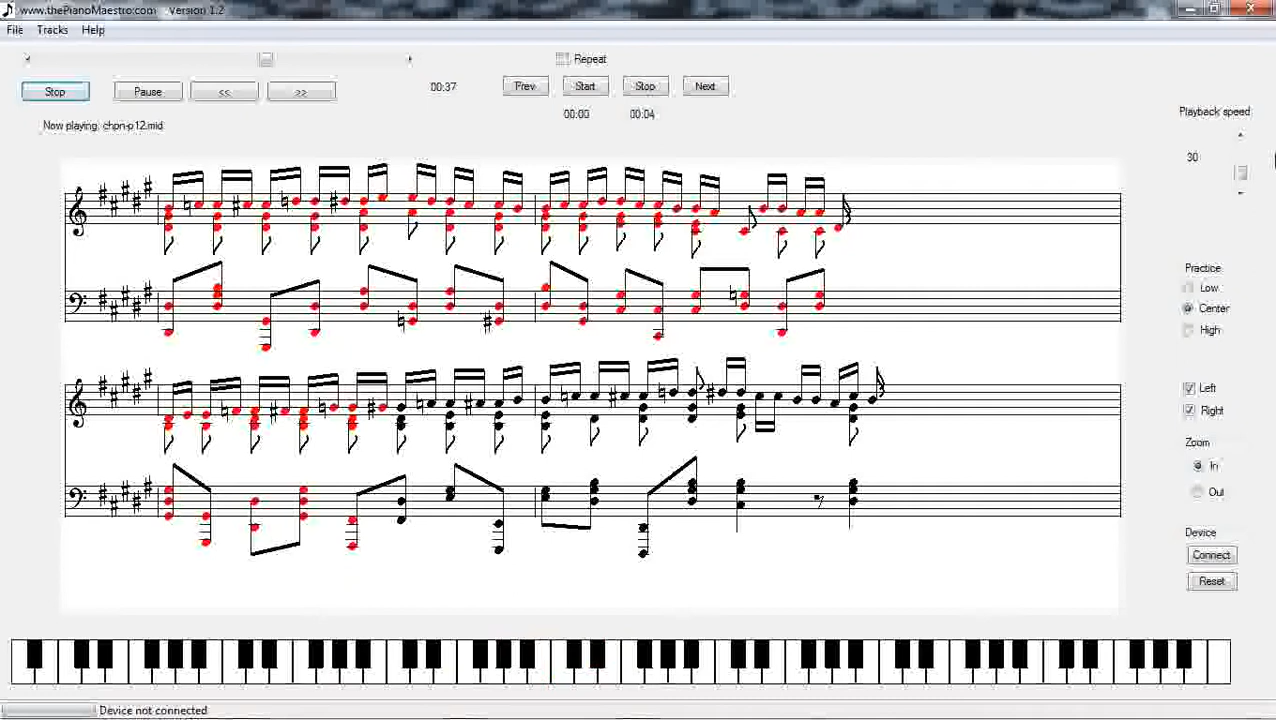 www.thePianoMaestro.com Version 1.2
File Tracks Help
Repeat
Stop Pause << >> 00:37 Prev Start Stop Next
00:00 00:04
Playback speed
Now playing: chpn-p12.mid
30
Practice
Low
Center
High
Left
Right
Zoom
In
Out
Device
Connect
Reset
Device not connected